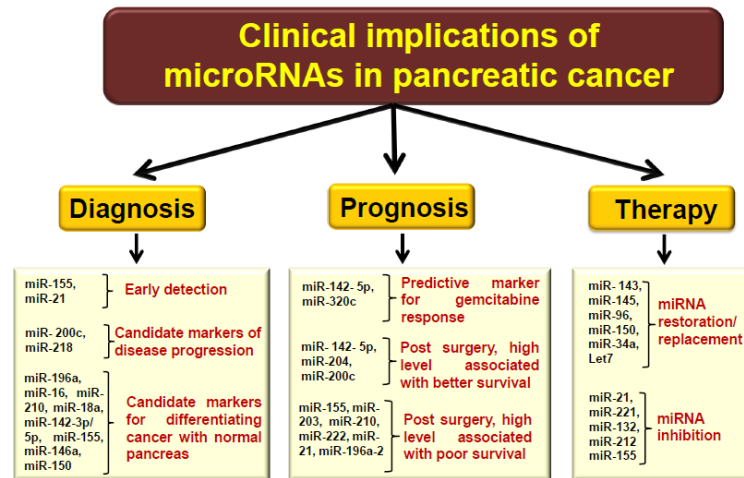 Clinical implications of
microRNAs in pancreatic cancer
Diagnosis
Prognosis
Therapy
miR-155,
miR-21
Early detection
miR- 200c,
miR-218
Candidate markers of
disease progression
miR-196a,
miR-16, miR-
210, miR-18a,
miR-142-3p/
5p, miR-155,
miR-146a,
miR-150
Candidate markers
for differentiating
cancer with normal
pancreas
miR-142- 5p,
miR-320c
Predictive marker
for gemcitabine
response
miR- 142- 5p,
miR-204,
miR-200c
Post surgery, high
level associated
with better survival
miR-155, miR-
203, miR-210,
miR-222, miR-
21, miR-196a-2
Post surgery, high
level associated
with poor survival
miR- 143,
miR-145,
miR-96,
miR-150,
miR-34a,
Let7
miRNA
restoration/
replacement
miR-21,
miR-221,
miR-132,
miR-212
miR-155
miRNA
inhibition